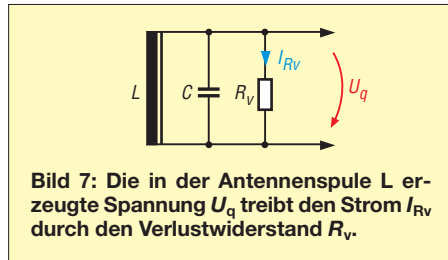 I_Rv
L
C
R_v
U_q
Bild 7: Die in der Antennenspule L er-
zeugte Spannung U_q treibt den Strom I_Rv
durch den Verlustwiderstand R_v.